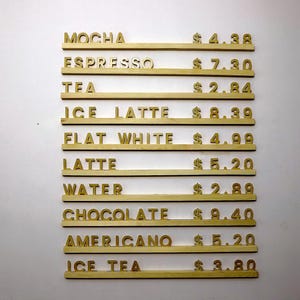 MOCHA $4.38
ESPRESSO $7.30
TEA $2.84
ICE LATTE $8.39
FLAT WHITE $4.99
LATTE $5.20
WATER $2.89
CHOCOLATE $9.40
AMERICANO $5.20
ICE TEA $3.80